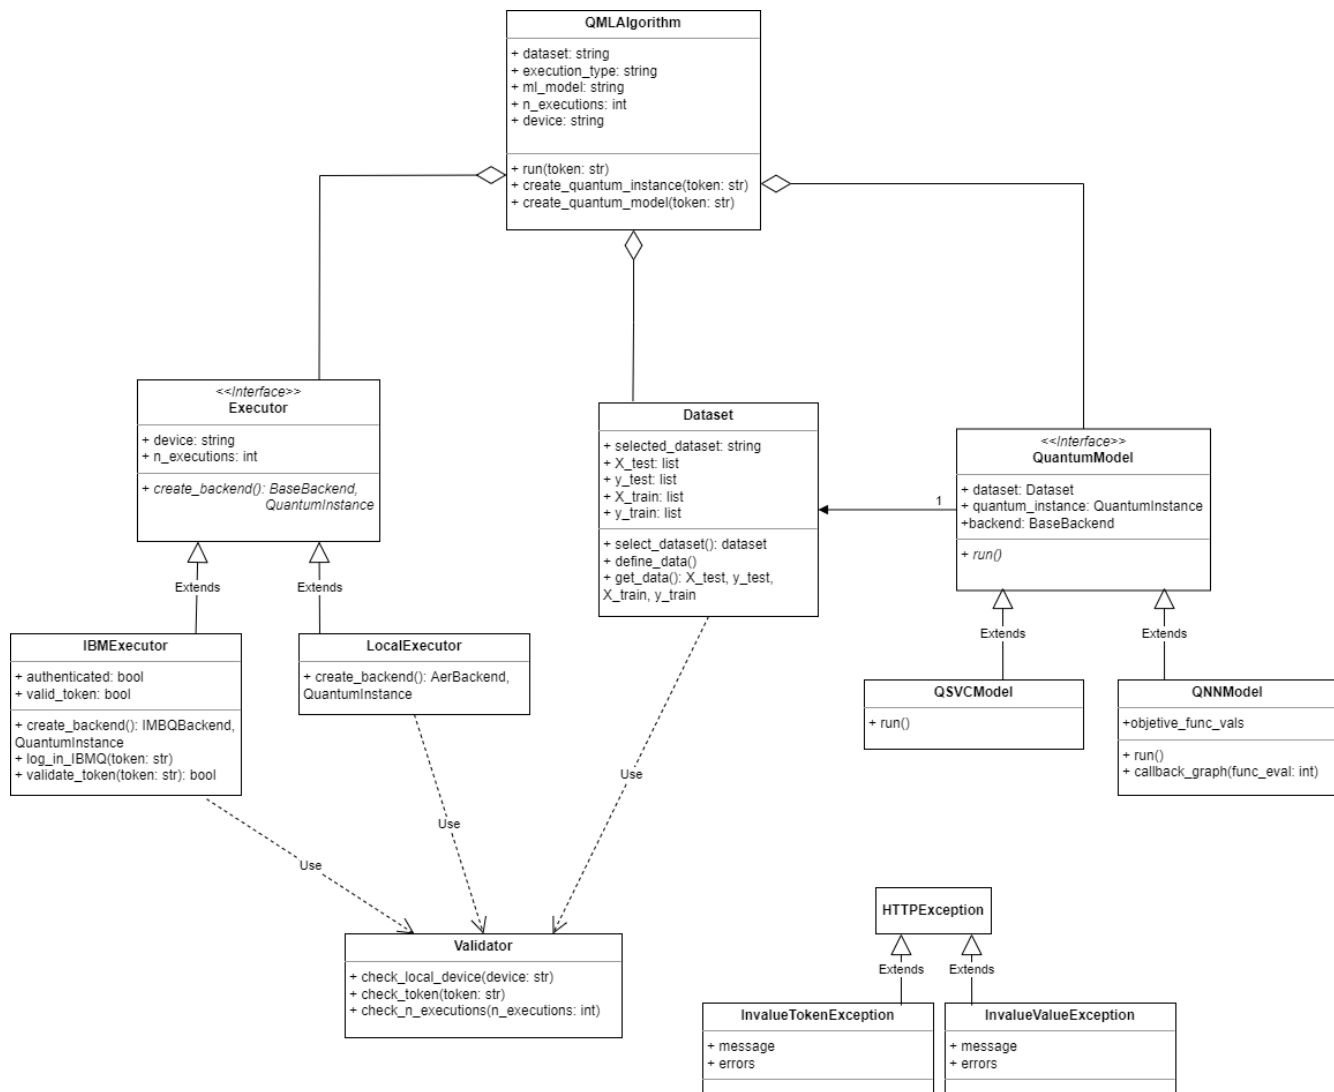 QMLAlgorithm
+ dataset: string
+ execution_type: string
+ ml_model: string
+ n_executions: int
+ device: string
+ run(token: str)
+ create_quantum_instance(token: str)
+ create_quantum_model(token: str)
<<Interface>>
Executor
+ device: string
+ n_executions: int
+ create_backend(): BaseBackend,
QuantumInstance
Dataset
+ selected_dataset: string
+ X_test: list
+ y_test: list
+ X_train: list
+ y_train: list
+ select_dataset(): dataset
+ define_data()
+ get_data(): X_test, y_test,
X_train, y_train
1
<<Interface>>
QuantumModel
+ dataset: Dataset
+ quantum_instance: QuantumInstance
+backend: BaseBackend
+ run()
Extends
Extends
Extends
Extends
IBMExecutor
+ authenticated: bool
+ valid_token: bool
+ create_backend(): IMBQBackend,
QuantumInstance
+ log_in_IBMQ(token: str)
+ validate_token(token: str): bool
LocalExecutor
+ create_backend(): AerBackend,
QuantumInstance
QSVCModel
+ run()
QNNModel
+objetive_func_vals
+ run()
+ callback_graph(func_eval: int)
Use
Use
Use
Validator
+ check_local_device(device: str)
+ check_token(token: str)
+ check_n_executions(n_executions: int)
HTTPException
Extends
Extends
InvalueTokenException
+ message
+ errors
InvalueValueException
+ message
+ errors